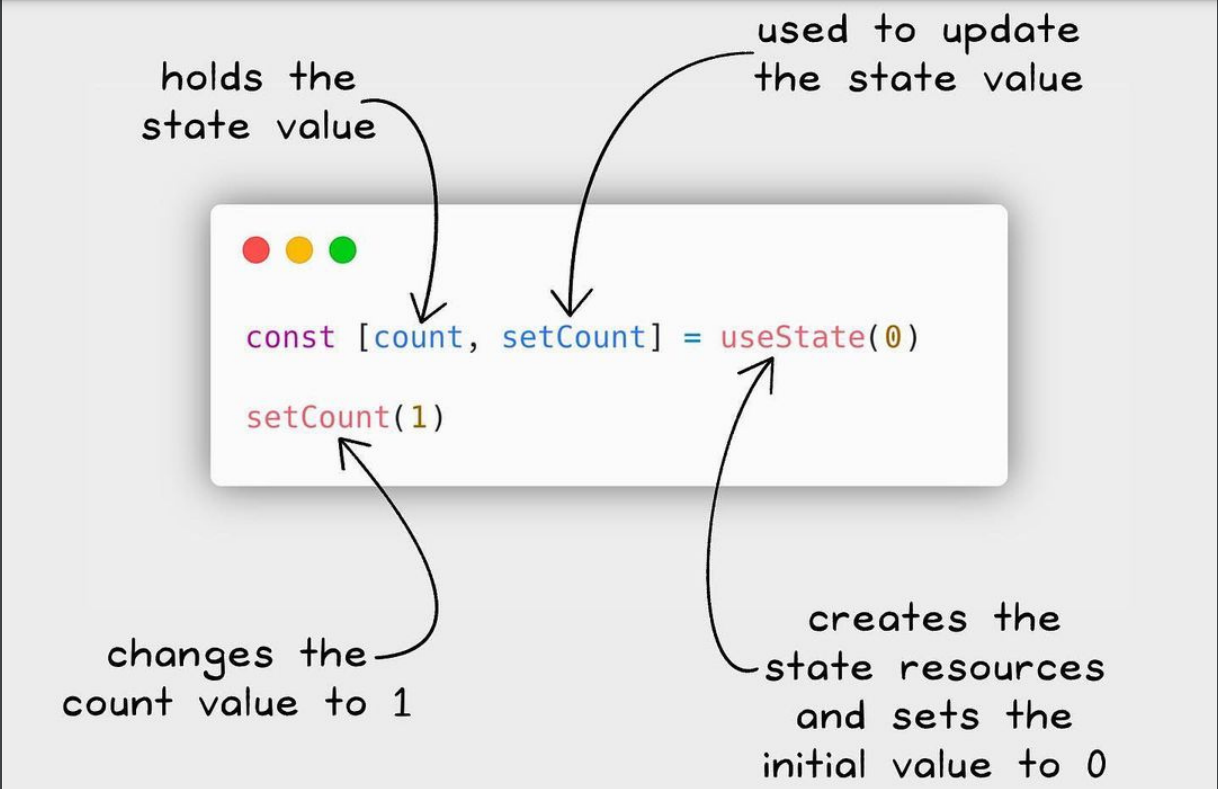 used to update
the state value
holds the
state value
const [count, setCount] = useState(0)
setCount(1)
changes the
count value to 1
creates the
state resources
and sets the
initial value to 0